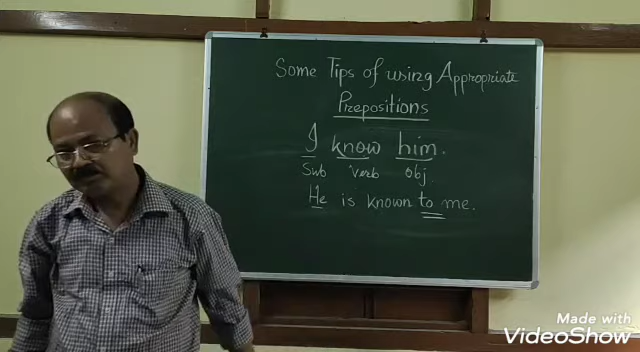 Some Tips of using Appropriate
Prepositions
I know him.
Sub verb obj.
He is known to me.
Made with
VideoShow